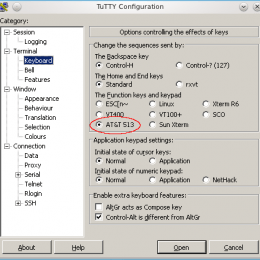 TuTTY Configuration
Category:
Session
Logging
Terminal
Keyboard
Bell
Features
Window
Appearance
Behaviour
Translation
Selection
Colours
Connection
Data
Proxy
Serial
Telnet
Rlogin
SSH
Options controlling the effects of keys
Change the sequences sent by:
The Backspace key
Control-H Control-? (127)
The Home and End keys
Standard rxvt
The Function keys and keypad
ESC[n~ Linux Xterm R6
VT400 VT100+ SCO
AT&T 513 Sun Xterm
Application keypad settings:
Initial state of cursor keys:
Normal Application
Initial state of numeric keypad:
Normal Application NetHack
Enable extra keyboard features:
AltGr acts as Compose key
Control-Alt is different from AltGr
About Help Open Cancel